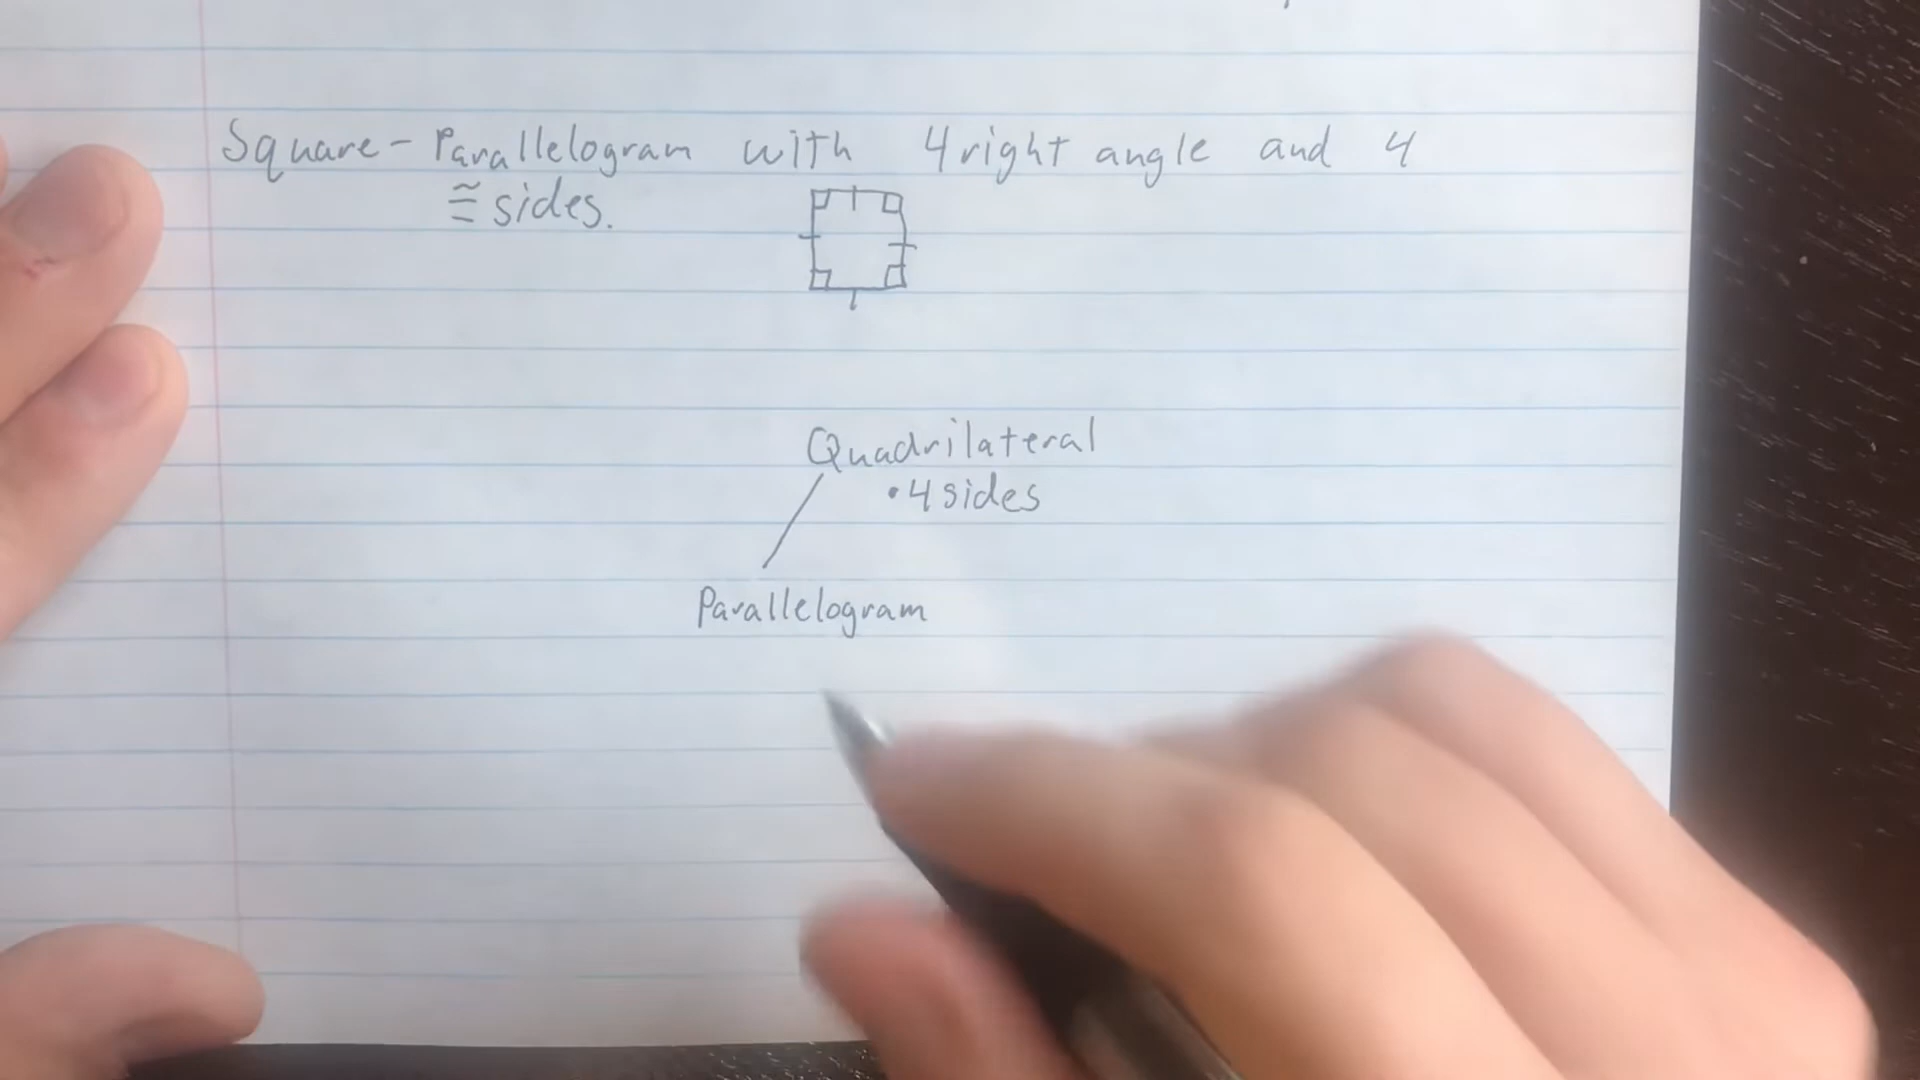 Square - Parallelogram with 4 right angle and 4
≅ sides.
Quadrilateral
• 4 sides
Parallelogram